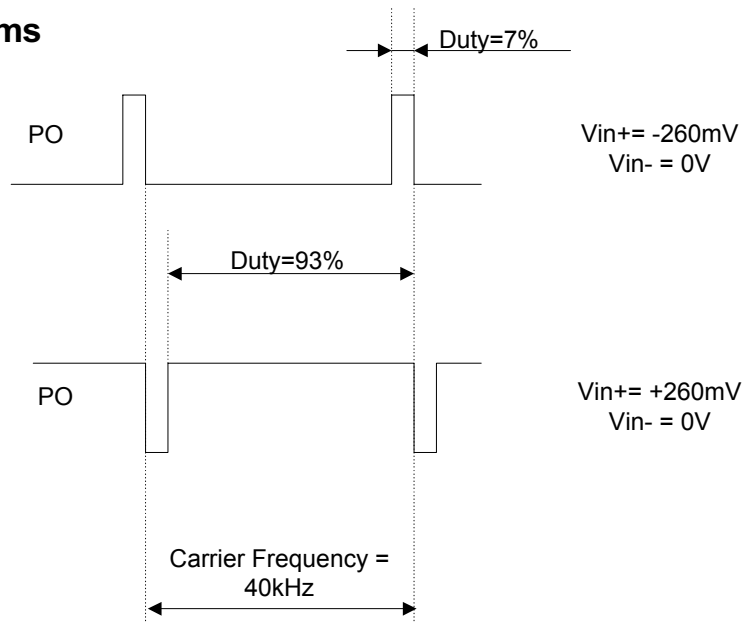 ms
Duty=7%
PO
Vin+= -260mV
Vin- = 0V
Duty=93%
PO
Vin+= +260mV
Vin- = 0V
Carrier Frequency =
40kHz